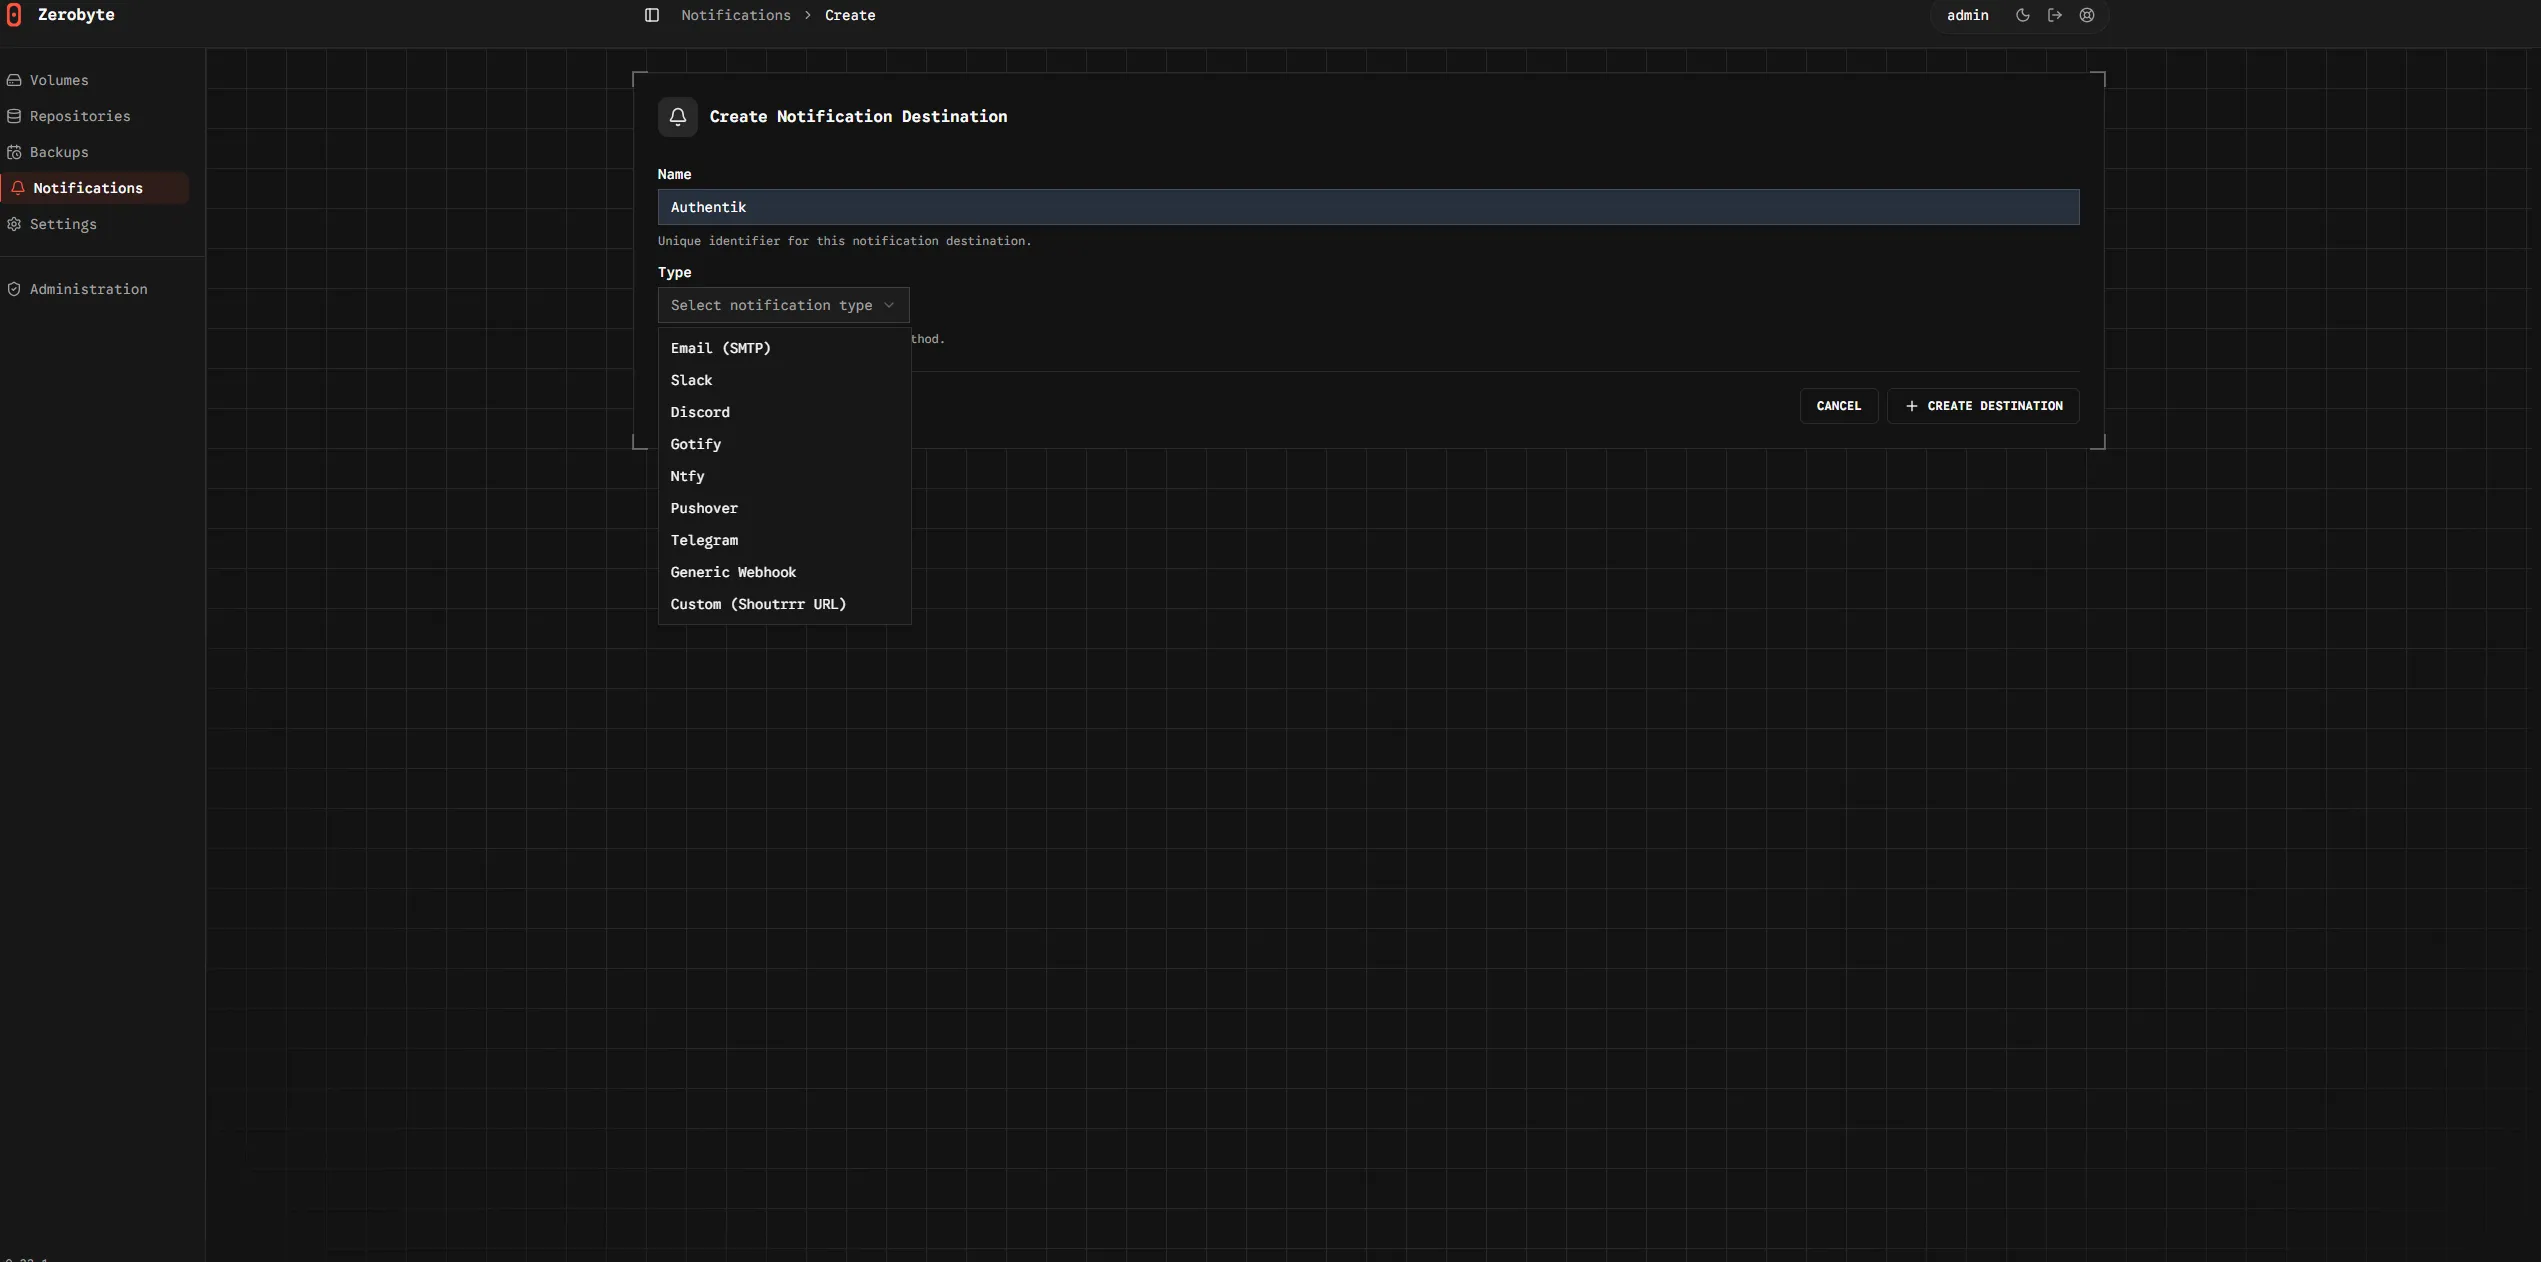 Zerobyte
Notifications > Create
admin
Volumes
Repositories
Backups
Notifications
Settings
Administration
Create Notification Destination
Name
Authentik
Unique identifier for this notification destination.
Type
Select notification type
thod.
Email (SMTP)
Slack
Discord
Gotify
Ntfy
Pushover
Telegram
Generic Webhook
Custom (Shoutrrr URL)
CANCEL
+ CREATE DESTINATION